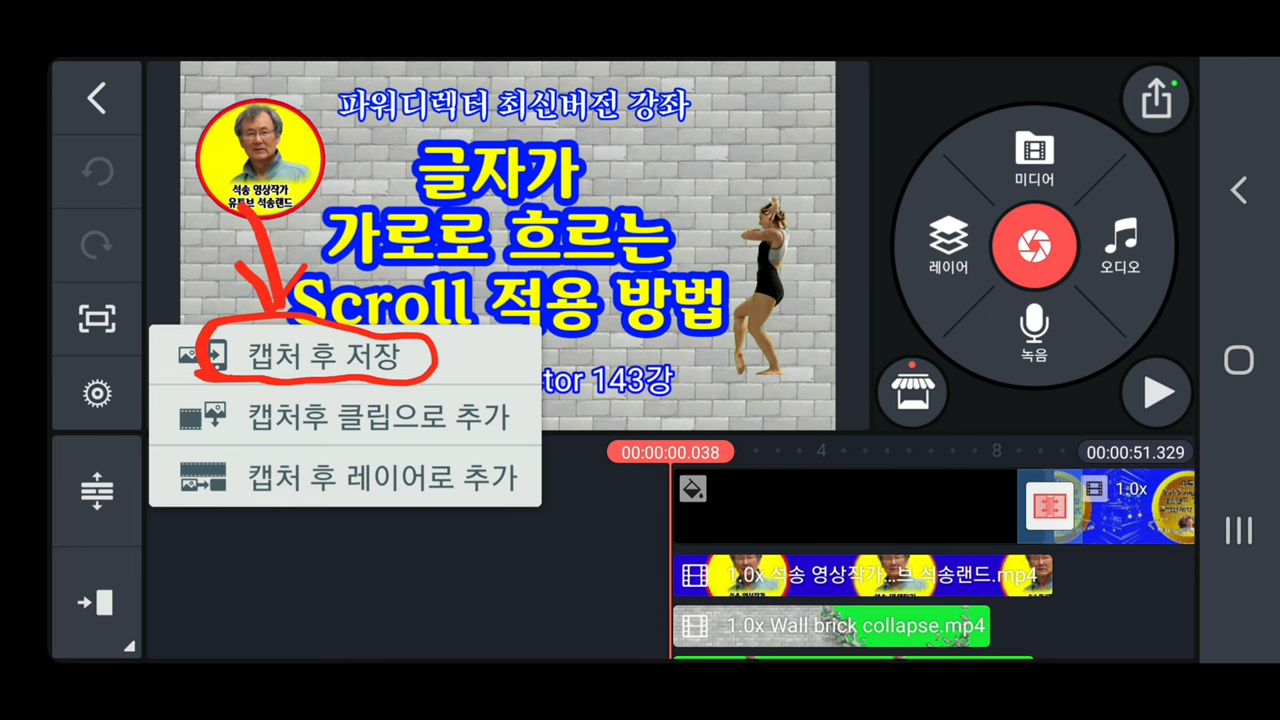 파워디렉터 최신버전 강좌
글자가
가로로 흐르는
Scroll 적용 방법
석송 영상작가
유튜브 석송랜드
캡처 후 저장
캡처후 클립으로 추가
캡처 후 레이어로 추가
tor 143강
미디어
레이어
오디오
녹음
00:00:00.038
4
8
00:00:51.329
1.0x
1.0x 석송 영상작가...브 석송랜드.mp4
1.0x Wall brick collapse.mp4